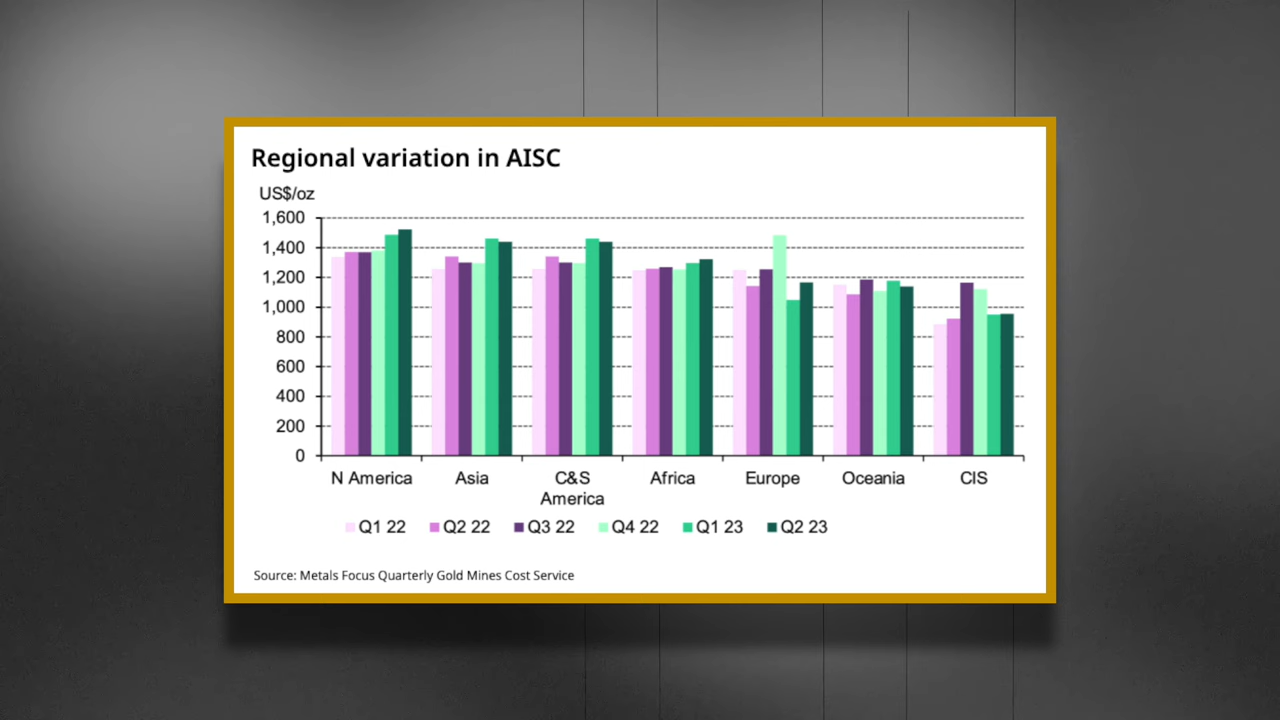 Regional variation in AISC
US$/oz
1,600
1,400
1,200
1,000
800
600
400
200
0
N America Asia C&S America Africa Europe Oceania CIS
Q1 22 Q2 22 Q3 22 Q4 22 Q1 23 Q2 23
Source: Metals Focus Quarterly Gold Mines Cost Service